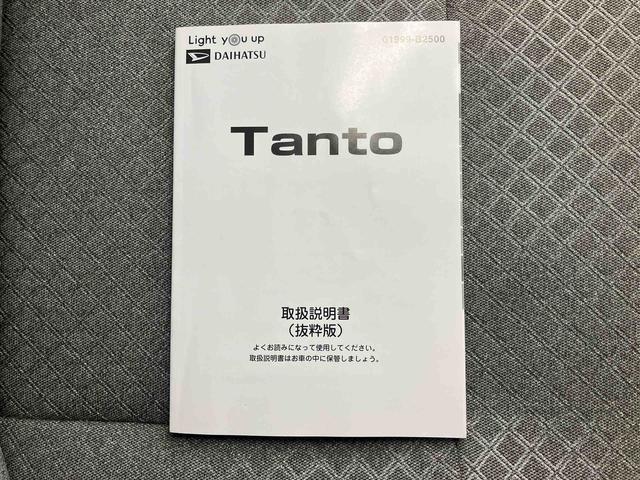 Light you up
01999-B2500
DAIHATSU
Tanto
取扱説明書
（抜粋版）
よくお読みになって使用してください。
取扱説明書はお車の中に保管しましょう。